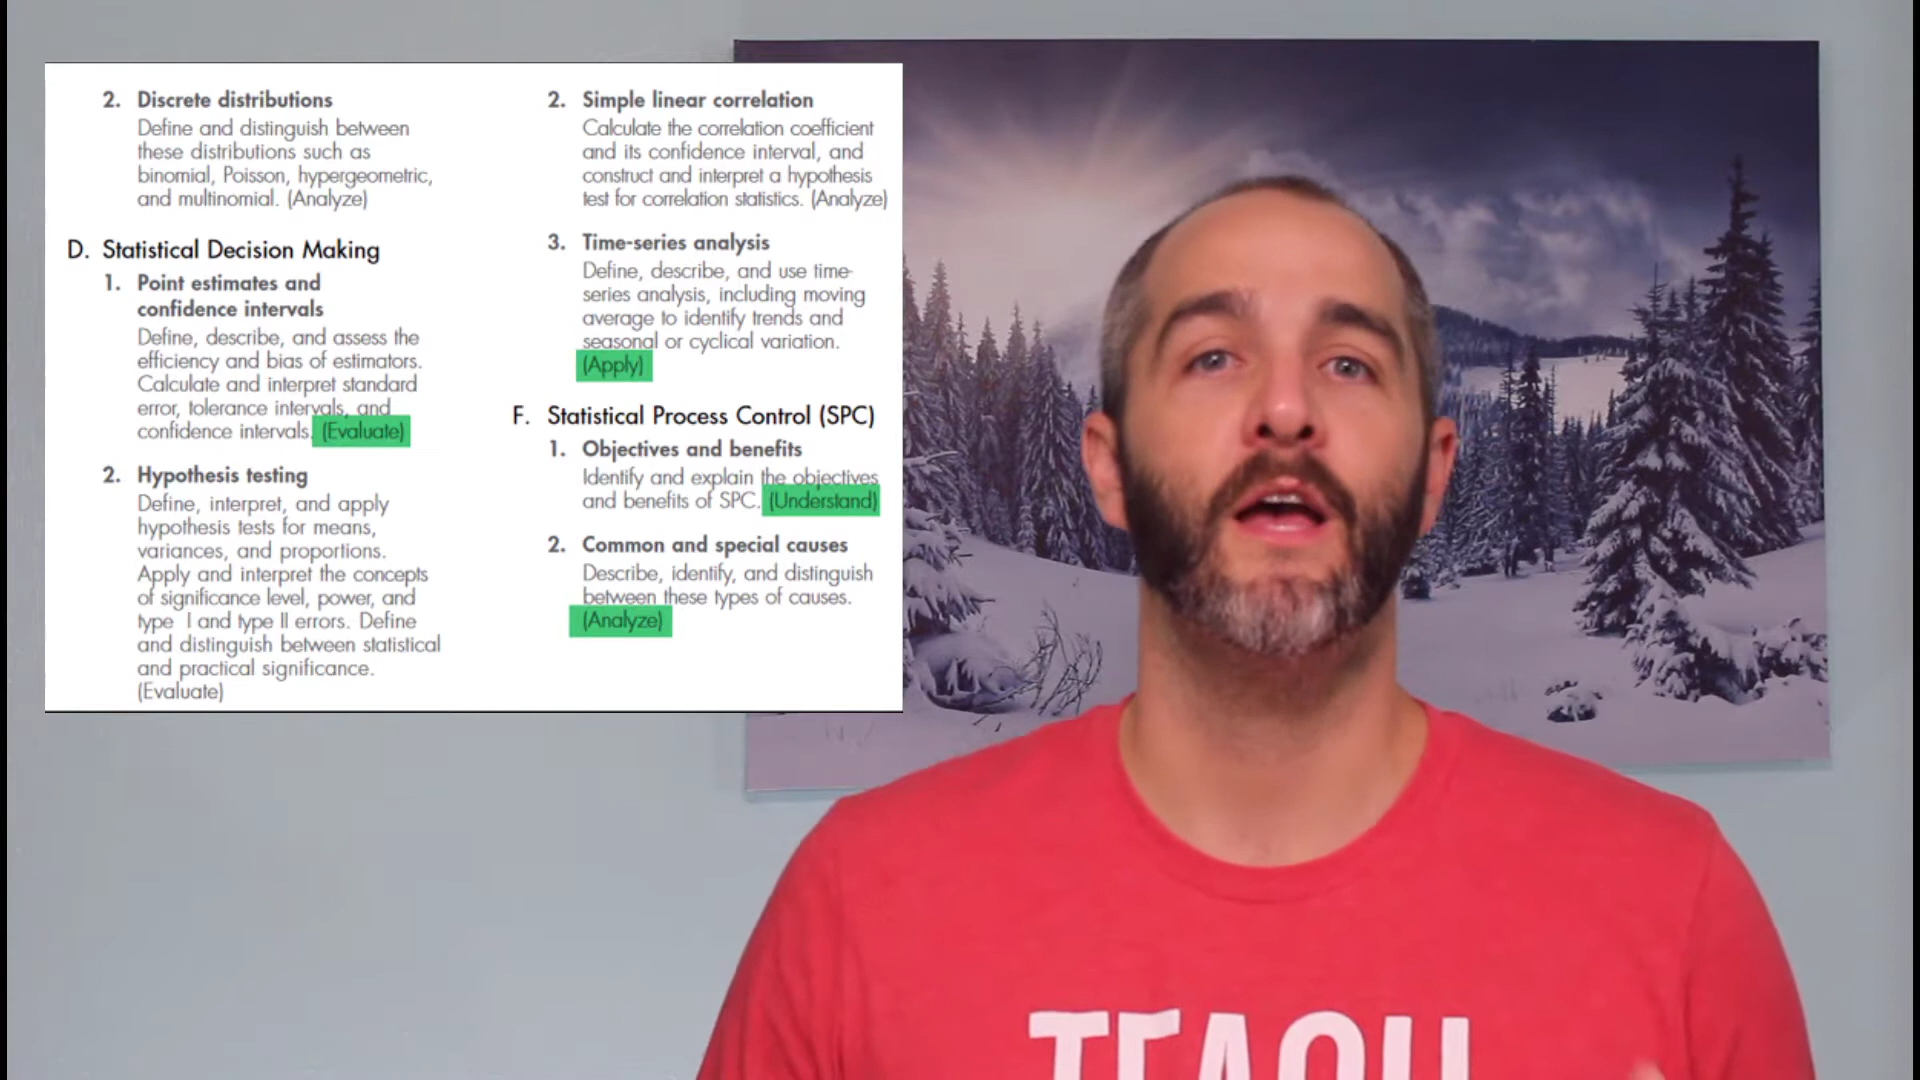 2. Discrete distributions
Define and distinguish between
these distributions such as
binomial, Poisson, hypergeometric,
and multinomial. (Analyze)
D. Statistical Decision Making
1. Point estimates and
confidence intervals
Define, describe, and assess the
efficiency and bias of estimators.
Calculate and interpret standard
error, tolerance intervals, and
confidence intervals. (Evaluate)
2. Hypothesis testing
Define, interpret, and apply
hypothesis tests for means,
variances, and proportions.
Apply and interpret the concepts
of significance level, power, and
type I and type II errors. Define
and distinguish between statistical
and practical significance.
(Evaluate)
2. Simple linear correlation
Calculate the correlation coefficient
and its confidence interval, and
construct and interpret a hypothesis
test for correlation statistics. (Analyze)
3. Time-series analysis
Define, describe, and use time-
series analysis, including moving
average to identify trends and
seasonal or cyclical variation.
(Apply)
F. Statistical Process Control (SPC)
1. Objectives and benefits
Identify and explain the objectives
and benefits of SPC. (Understand)
2. Common and special causes
Describe, identify, and distinguish
between these types of causes.
(Analyze)
TEACH